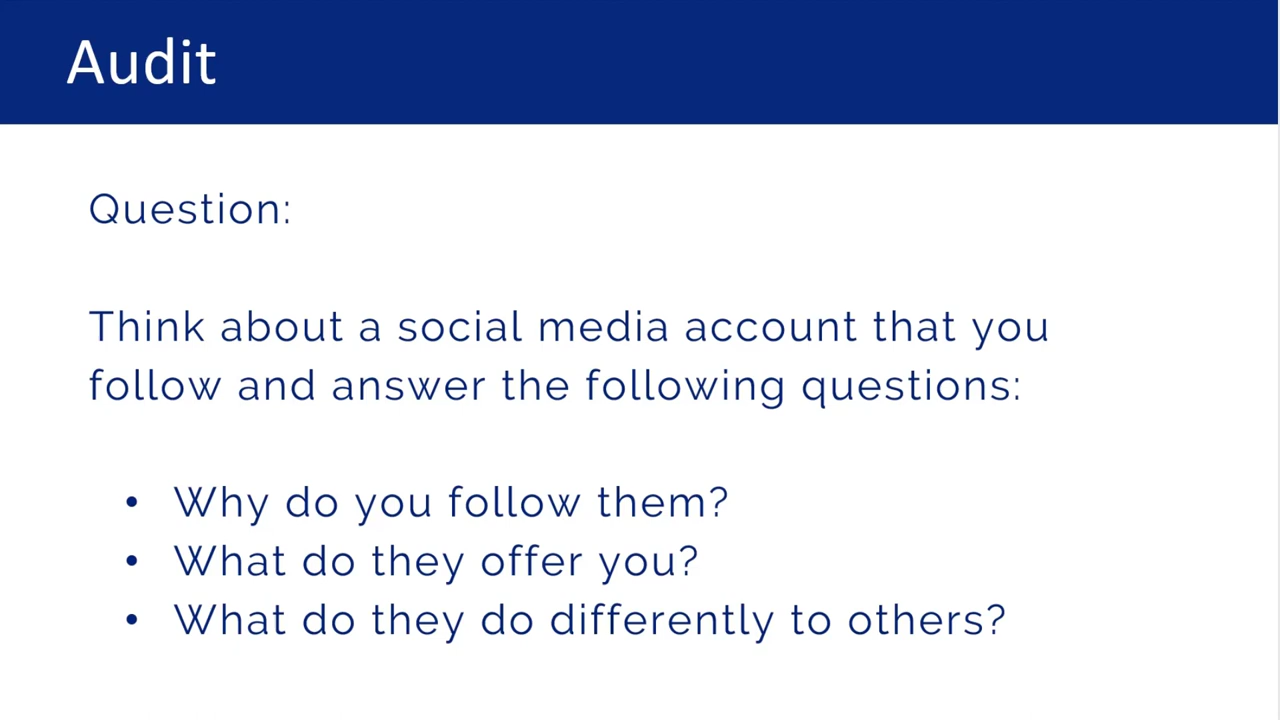 Audit
Question:
Think about a social media account that you
follow and answer the following questions:
• Why do you follow them?
• What do they offer you?
• What do they do differently to others?